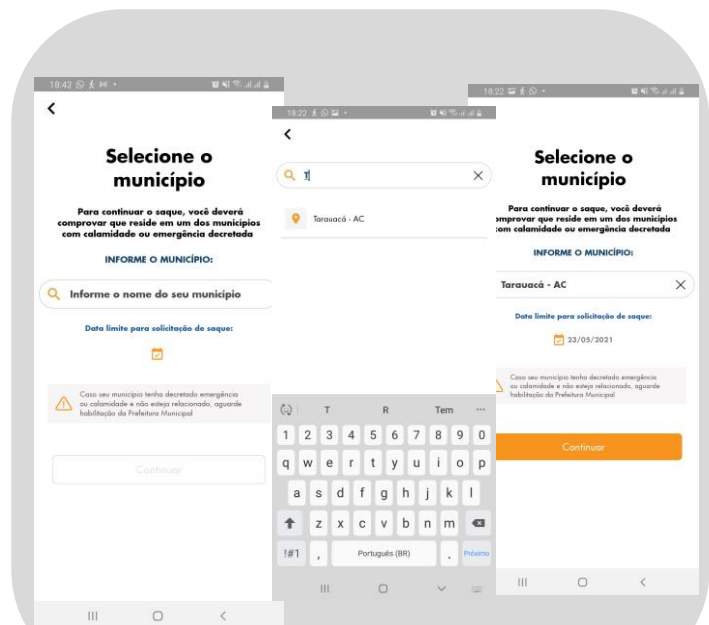 18:42
Selecione o
município
Para continuar o saque, você deverá
comprovar que reside em um dos municípios
com calamidade ou emergência decretada
INFORME O MUNICÍPIO:
Informe o nome do seu município
Data limite para solicitação de saque:
Caso seu município tenha decretado emergência
ou calamidade e não esteja relacionado, aguarde
habilitação da Prefeitura Municipal
Continuar
18:22
T
Tarauacá - AC
T R Tem ...
1 2 3 4 5 6 7 8 9 0
q w e r t y u i o p
a s d f g h j k l
z x c v b n m
!#1 , Português (BR) . Próximo
18:22
Selecione o
município
Para continuar o saque, você deverá
omprovar que reside em um dos municípios
com calamidade ou emergência decretada
INFORME O MUNICÍPIO:
Tarauacá - AC
Data limite para solicitação de saque:
23/05/2021
Caso seu município tenha decretado emergência
ou calamidade e não esteja relacionado, aguarde
habilitação da Prefeitura Municipal
Continuar